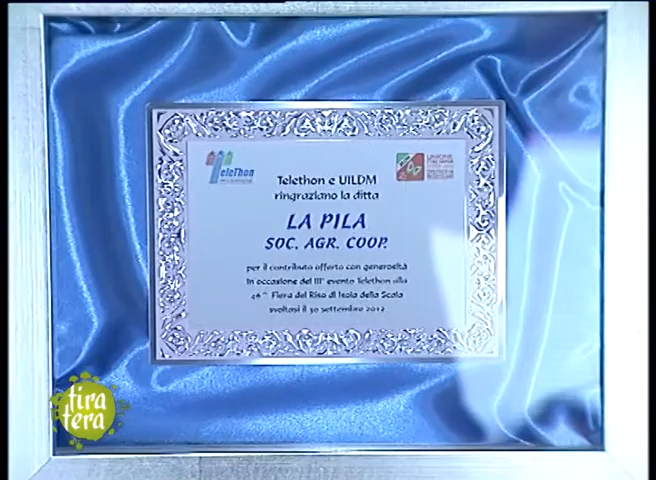 TeleThon
UNIONE
ITALIANA
Telethon e UILDM
ringraziano la ditta
LA PILA
SOC. AGR. COOP.
per il contributo offerto con generosità
in occasione del III° evento Telethon alla
46^ Fiera del Riso di Isola della Scala
svoltasi il 30 settembre 2012
tira
tera